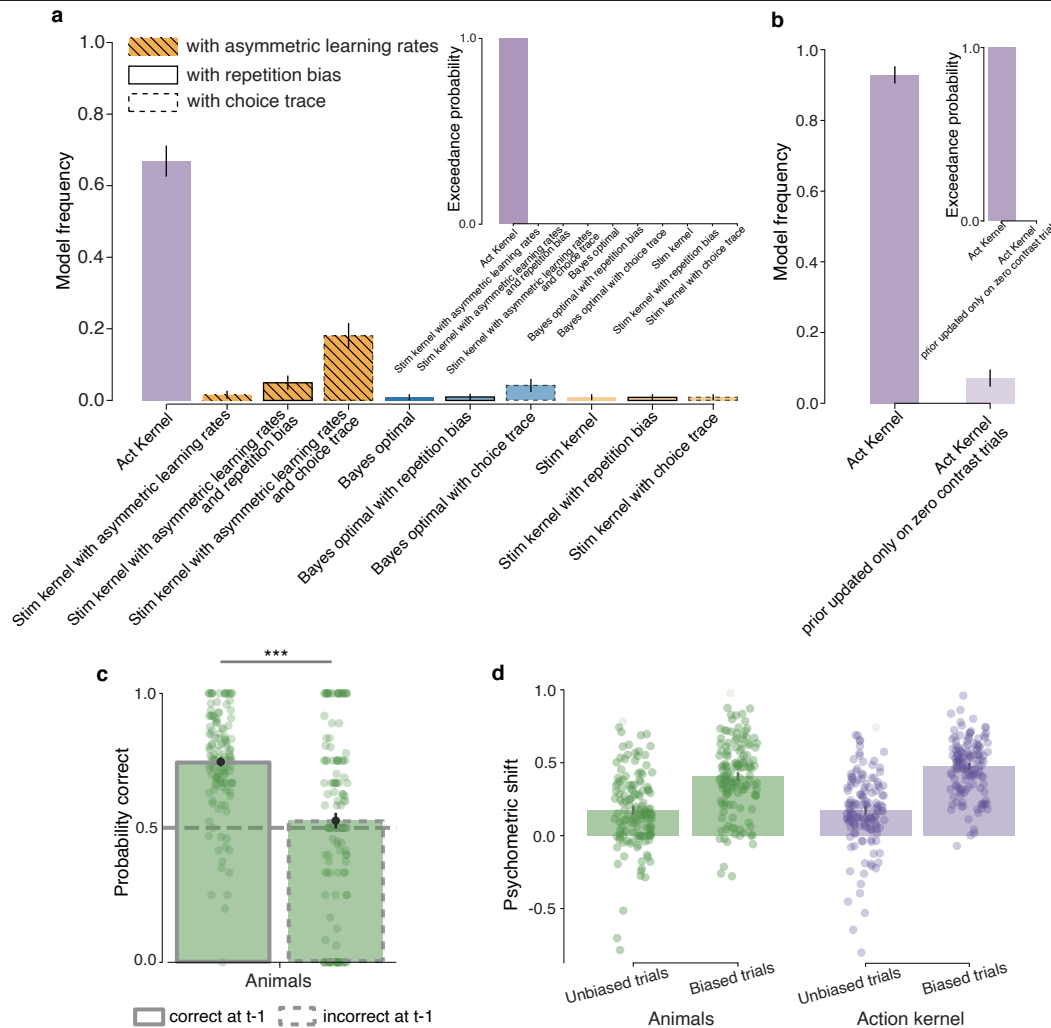 a
1.0
0.8
0.6
0.4
0.2
0.0
Model frequency
with asymmetric learning rates
with repetition bias
with choice trace
1.0
0.0
Exceedance probability
Act Kernel
Stim kernel with asymmetric learning rates
Stim kernel with asymmetric learning rates
and repetition bias
Stim kernel with asymmetric learning rates
and choice trace
Bayes optimal
Bayes optimal with repetition bias
Bayes optimal with choice trace
Stim kernel
Stim kernel with repetition bias
Stim kernel with choice trace
Act Kernel
Stim kernel with asymmetric learning rates
Stim kernel with asymmetric learning rates
and repetition bias
Stim kernel with asymmetric learning rates
and choice trace
Bayes optimal
Bayes optimal with repetition bias
Bayes optimal with choice trace
Stim kernel
Stim kernel with repetition bias
Stim kernel with choice trace
b
1.0
0.8
0.6
0.4
0.2
0.0
Model frequency
1.0
0.0
Exceedance probability
Act Kernel
Act Kernel
prior updated only on zero contrast trials
Act Kernel
Act Kernel
prior updated only on zero contrast trials
c
***
1.0
0.5
0.0
Probability correct
Animals
correct at t-1
incorrect at t-1
d
1.0
0.5
0.0
-0.5
Psychometric shift
Unbiased trials
Biased trials
Unbiased trials
Biased trials
Animals
Action kernel